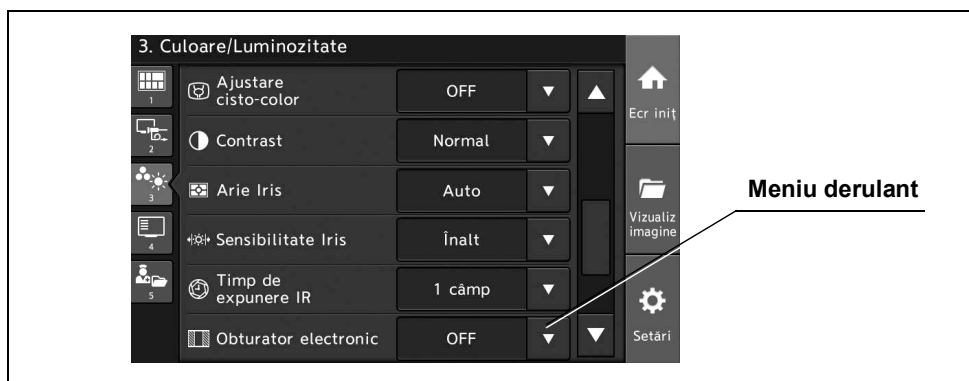 3. Culoare/Luminozitate
1
Ajustare
cisto-color
OFF
Ecr iniț
2
Contrast
Normal
3
Arie Iris
Auto
Vizualiz
imagine
Meniu derulant
4
Sensibilitate Iris
Înalt
5
Timp de
expunere IR
1 câmp
Obturator electronic
OFF
Setări